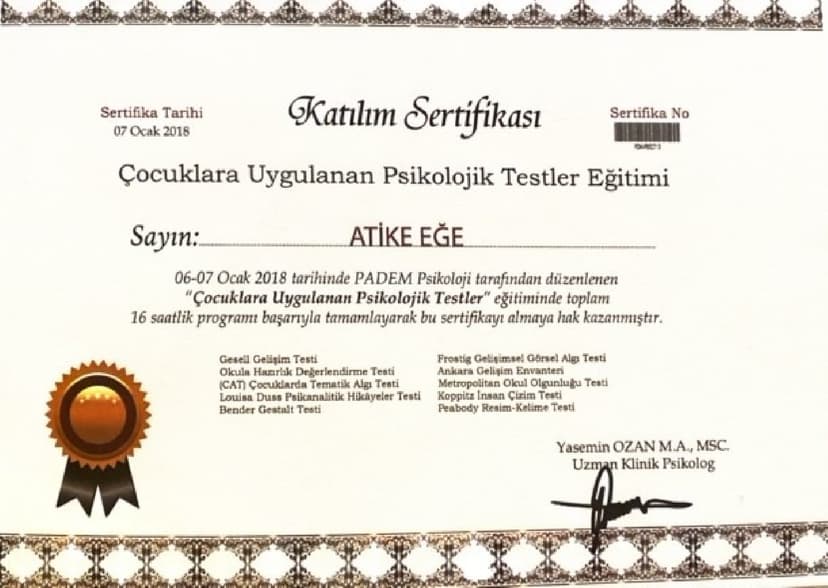 Katılım Sertifikası
Sertifika Tarihi
07 Ocak 2018
Sertifika No
Çocuklara Uygulanan Psikolojik Testler Eğitimi
Sayın: ATİKE EĞE
06-07 Ocak 2018 tarihinde PADEM Psikoloji tarafından düzenlenen
“Çocuklara Uygulanan Psikolojik Testler” eğitiminde toplam
16 saatlik programı başarıyla tamamlayarak bu sertifikayı almaya hak kazanmıştır.
Gesell Gelişim Testi
Okula Hazırlık Değerlendirme Testi
(CAT) Çocuklarda Tematik Algı Testi
Louisa Duss Psikanalitik Hikâyeler Testi
Bender Gestalt Testi
Frostig Gelişimsel Görsel Algı Testi
Ankara Gelişim Envanteri
Metropolitan Okul Olgunluğu Testi
Koppitz İnsan Çizim Testi
Peabody Resim-Kelime Testi
Yasemin OZAN M.A., MSC.
Uzman Klinik Psikolog